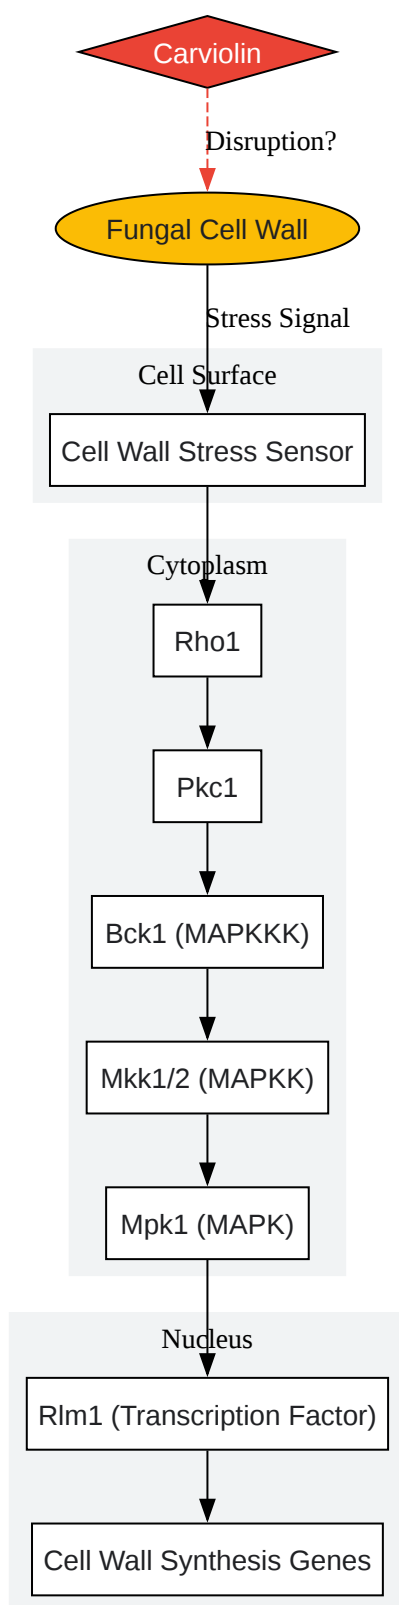 Carviolin
Disruption?
Fungal Cell Wall
Stress Signal
Cell Surface
Cell Wall Stress Sensor
Cytoplasm
Rho1
Pkc1
Bck1 (MAPKKK)
Mkk1/2 (MAPKK)
Mpk1 (MAPK)
Nucleus
Rlm1 (Transcription Factor)
Cell Wall Synthesis Genes